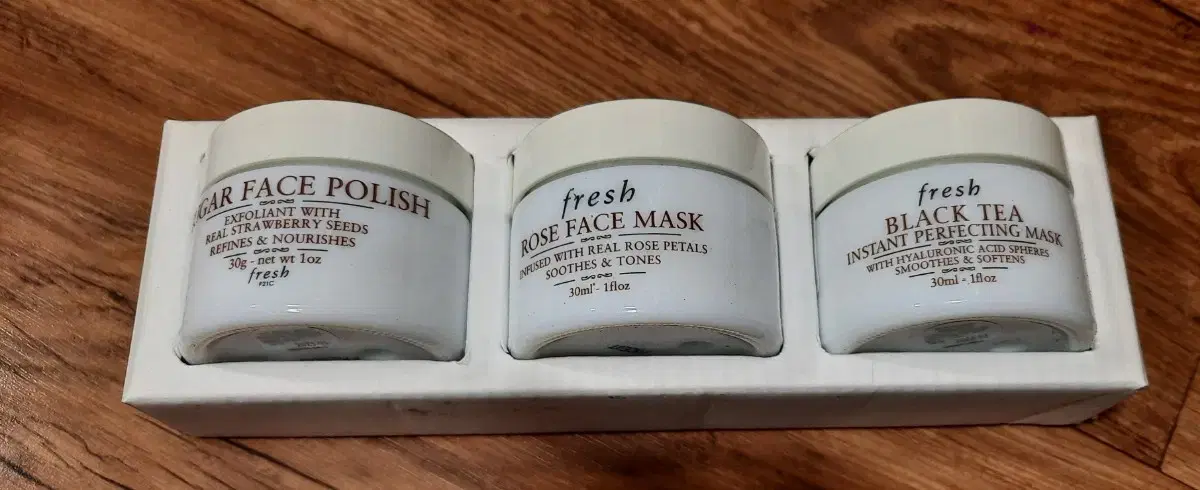 GAR FACE POLISH
EXFOLIANT WITH
REAL STRAWBERRY SEEDS
REFINES & NOURISHES
30g - net wt 1oz
fresh
F21C
fresh
ROSE FACE MASK
INFUSED WITH REAL ROSE PETALS
SOOTHES & TONES
30ml - 1floz
fresh
BLACK TEA
INSTANT PERFECTING MASK
WITH HYALURONIC ACID SPHERES
SMOOTHES & SOFTENS
30ml - 1floz